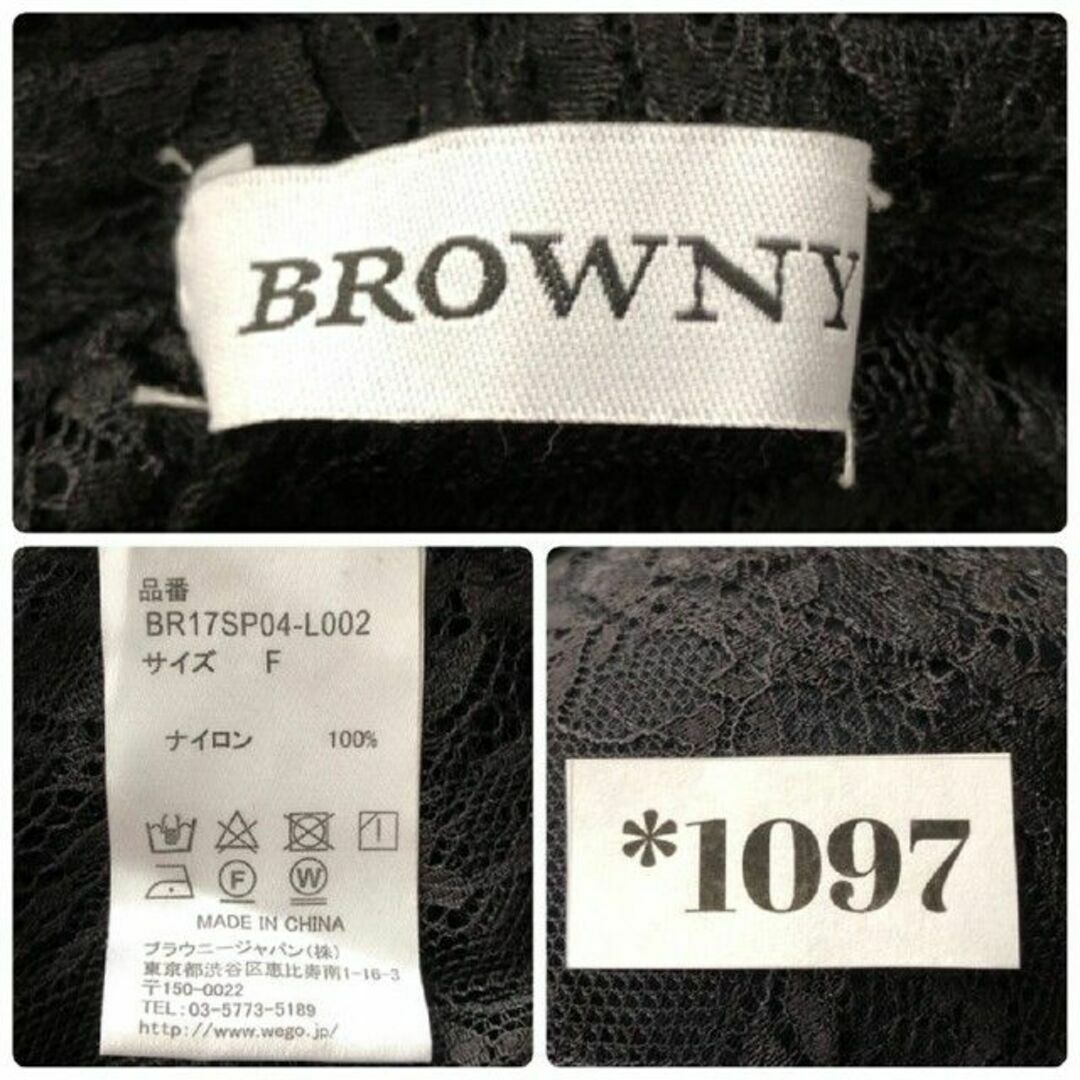 BROWNY
品番
BR17SP04-L002
サイズ F
ナイロン 100%
F W
MADE IN CHINA
ブラウニージャパン(株)
東京都渋谷区恵比寿南1-16-3
〒150-0022
TEL:03-5773-5189
http://www.wego.jp/
*1097